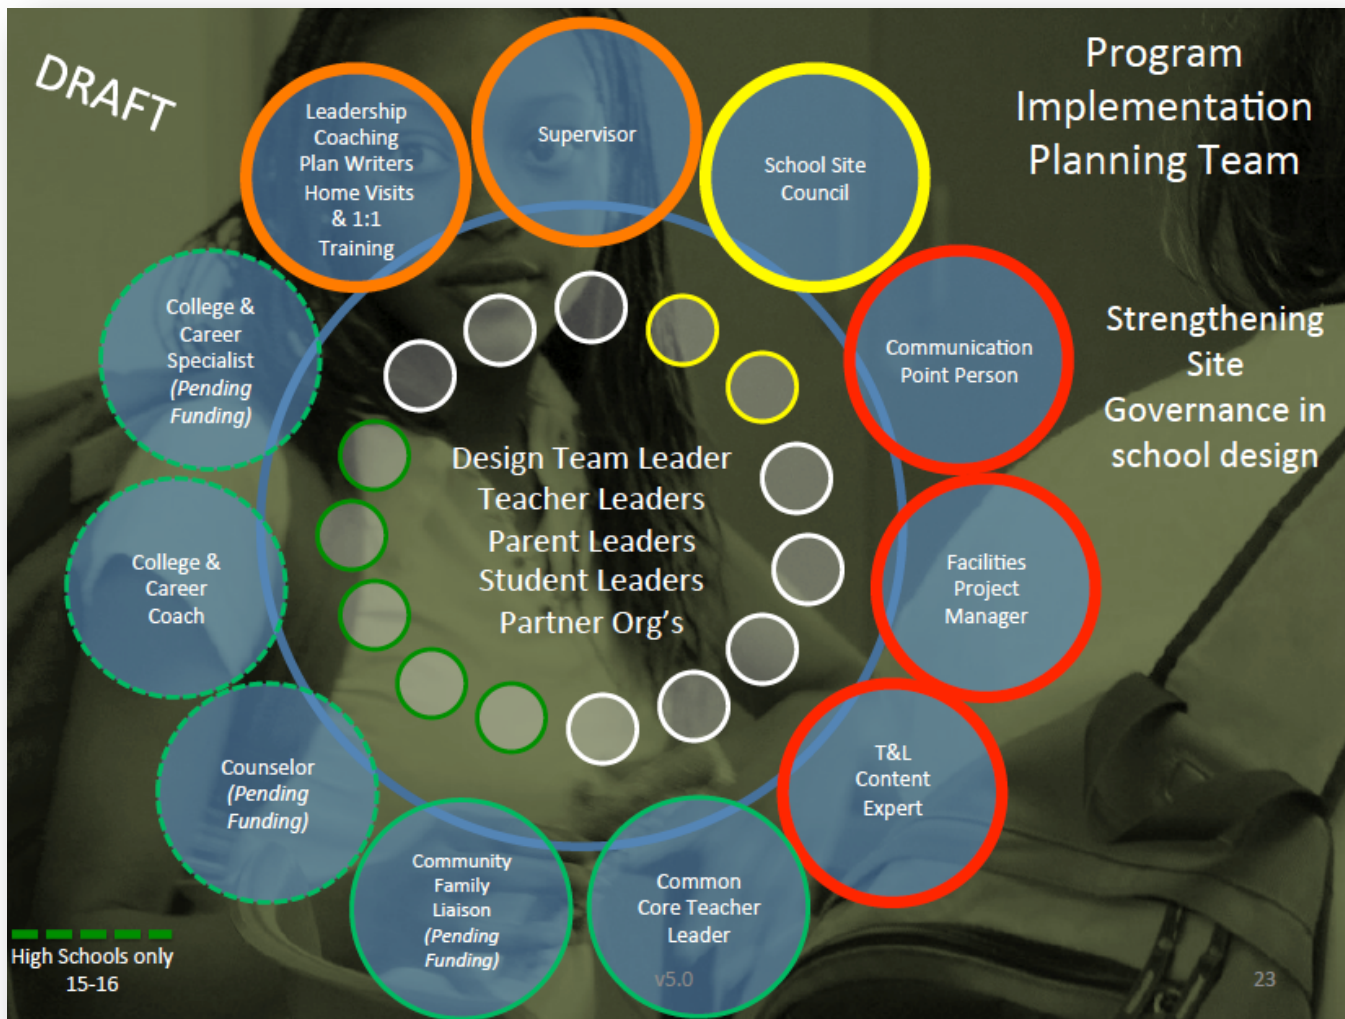 DRAFT
Program
Implementation
Planning Team
Strengthening
Site
Governance in
school design
Leadership
Coaching
Plan Writers
Home Visits
& 1:1
Training
Supervisor
School Site
Council
Communication
Point Person
Facilities
Project
Manager
T&L
Content
Expert
Common
Core Teacher
Leader
Community
Family
Liaison
(Pending
Funding)
Counselor
(Pending
Funding)
College &
Career
Coach
College &
Career
Specialist
(Pending
Funding)
Design Team Leader
Teacher Leaders
Parent Leaders
Student Leaders
Partner Org's
High Schools only
15-16
v5.0
23